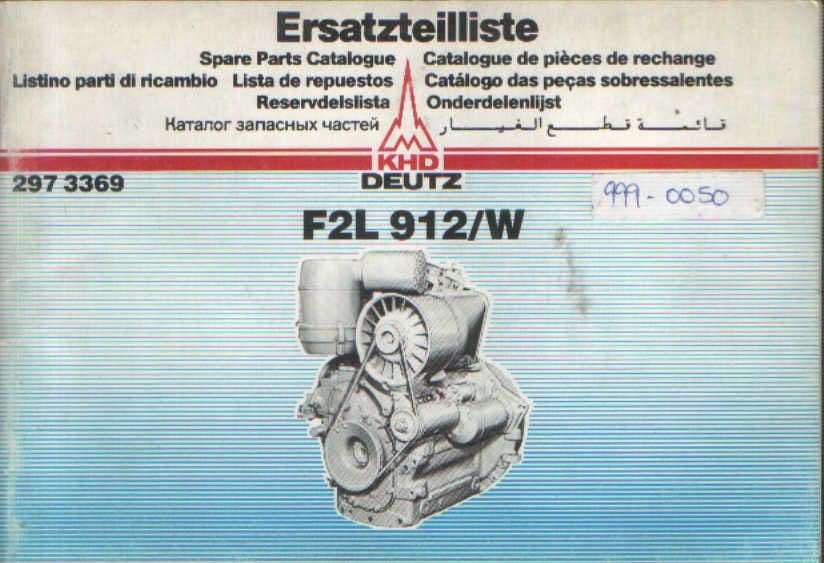 Ersatzteilliste
Spare Parts Catalogue Catalogue de pièces de rechange
Listino parti di ricambio Lista de repuestos Catálogo das peças sobressalentes
Reservdelslista Onderdelenlijst
Каталог запасных частей قائمة قطع الغيار
KHD
DEUTZ
297 3369
999-0050
F2L 912/W